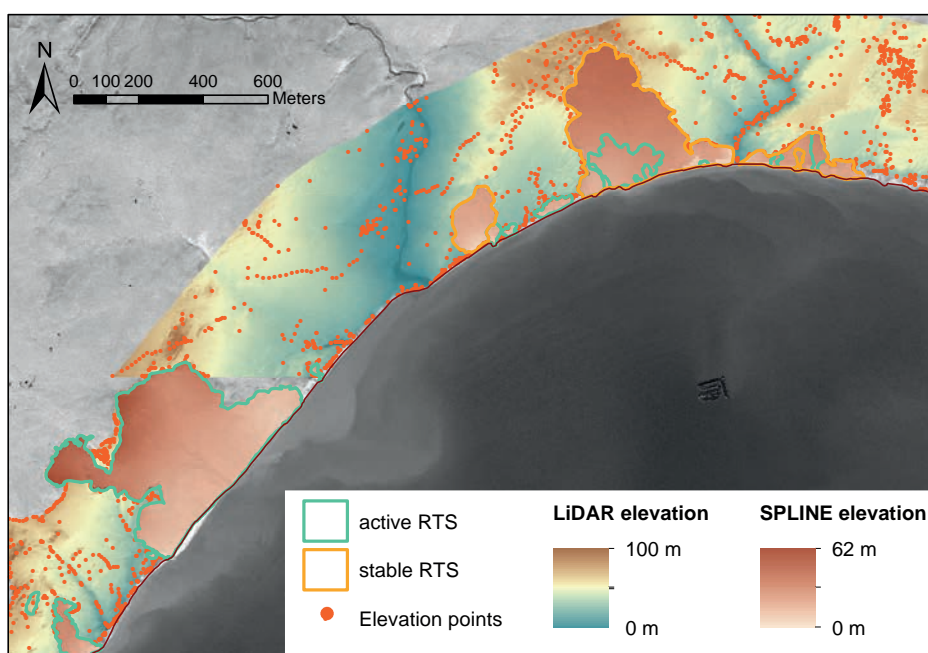 N
0 100 200 400 600
Meters
active RTS
stable RTS
Elevation points
LiDAR elevation
100 m
0 m
SPLINE elevation
62 m
0 m